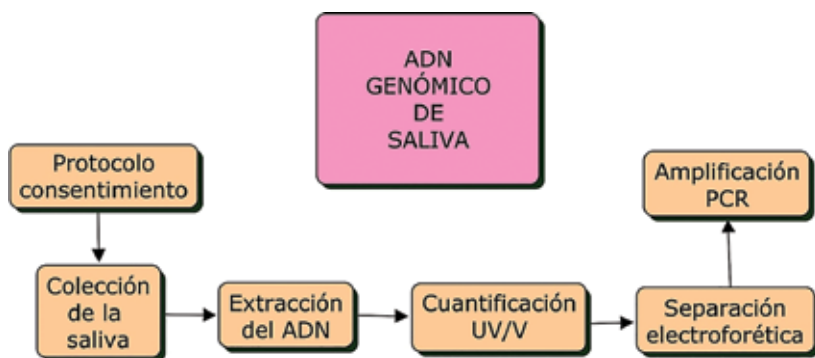 ADN
GENÓMICO
DE
SALIVA
Protocolo
consentimiento
Colección
de la
saliva
Extracción
del ADN
Cuantificación
UV/V
Separación
electroforética
Amplificación
PCR